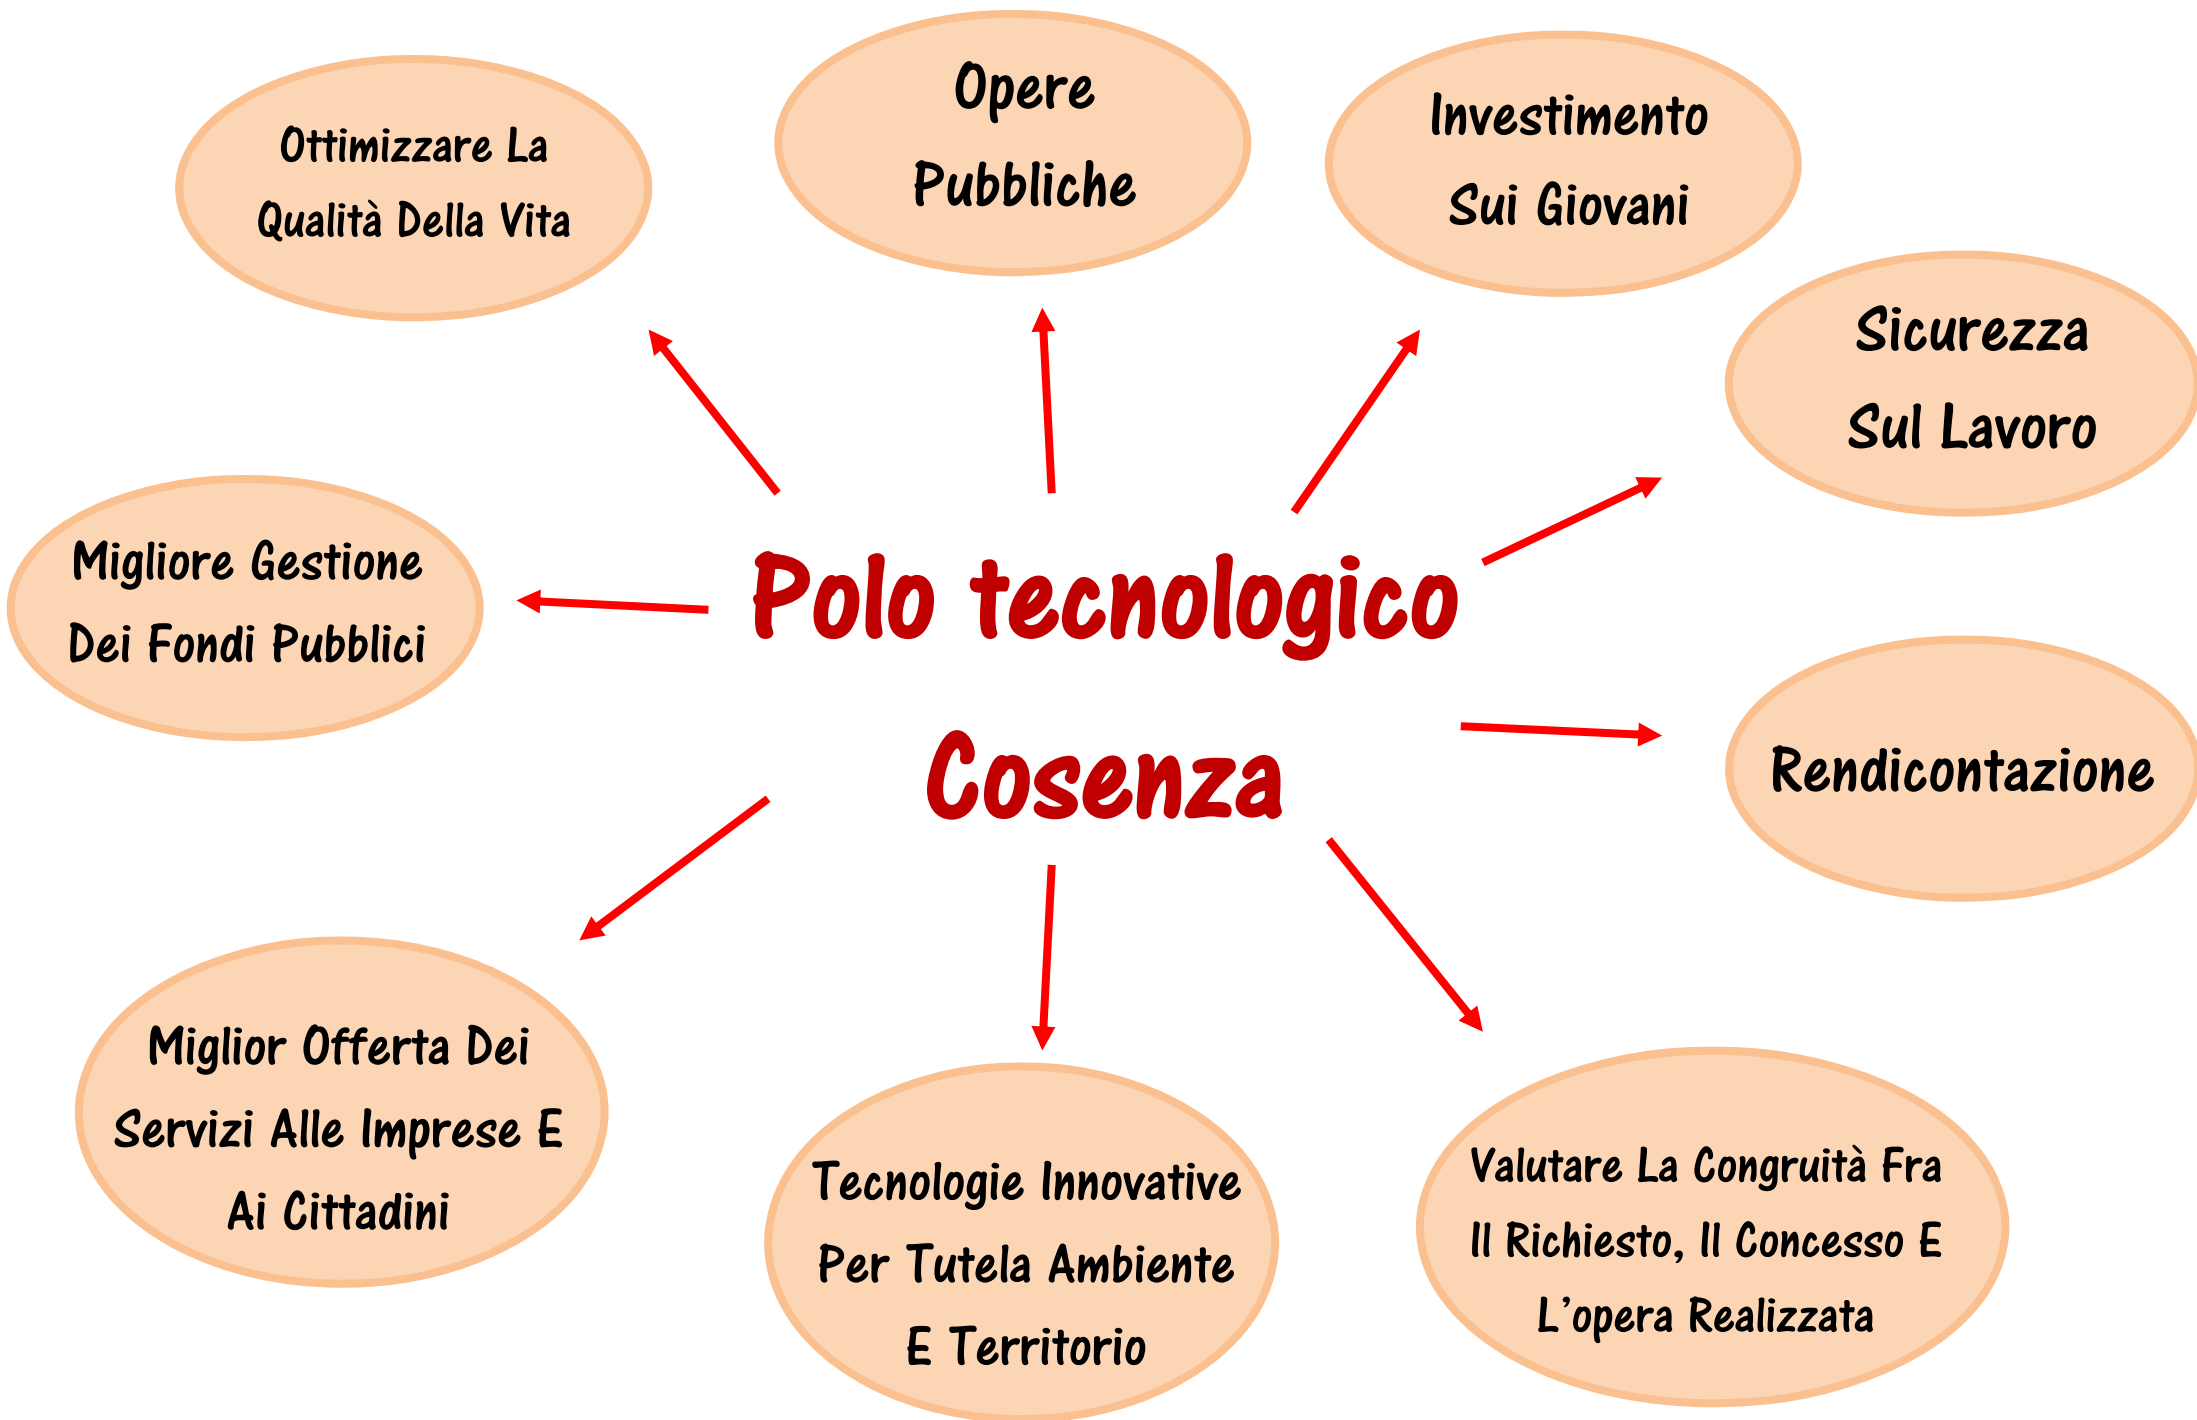 Opere
Pubbliche
Investimento
Sui Giovani
Ottimizzare La
Qualità Della Vita
Sicurezza
Sul Lavoro
Migliore Gestione
Dei Fondi Pubblici
Polo tecnologico
Cosenza
Rendicontazione
Miglior Offerta Dei
Servizi Alle Imprese E
Ai Cittadini
Tecnologie Innovative
Per Tutela Ambiente
E Territorio
Valutare La Congruità Fra
Il Richiesto, Il Concesso E
L'opera Realizzata